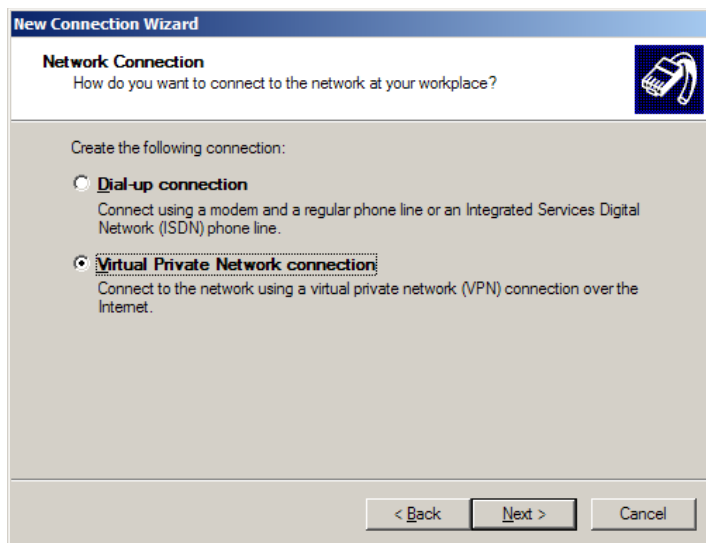 New Connection Wizard
Network Connection
How do you want to connect to the network at your workplace?
Create the following connection:
Dial-up connection
Connect using a modem and a regular phone line or an Integrated Services Digital
Network (ISDN) phone line.
Virtual Private Network connection
Connect to the network using a virtual private network (VPN) connection over the
Internet.
< Back
Next >
Cancel